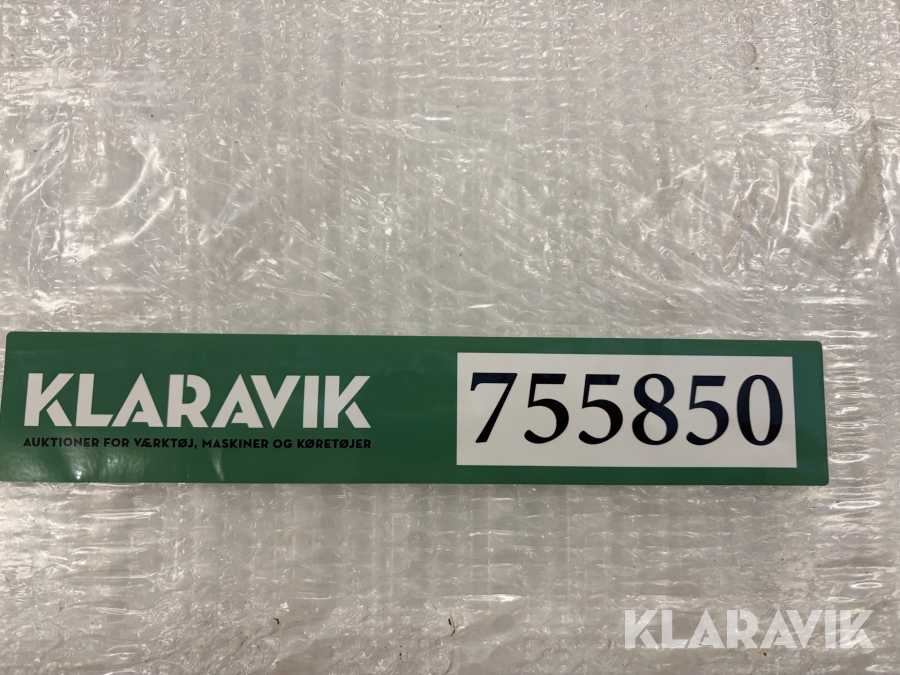 KLARAVIK
AUKTIONER FOR VÆRKTØJ, MASKINER OG KØRETØJER
755850
KLARAVIK